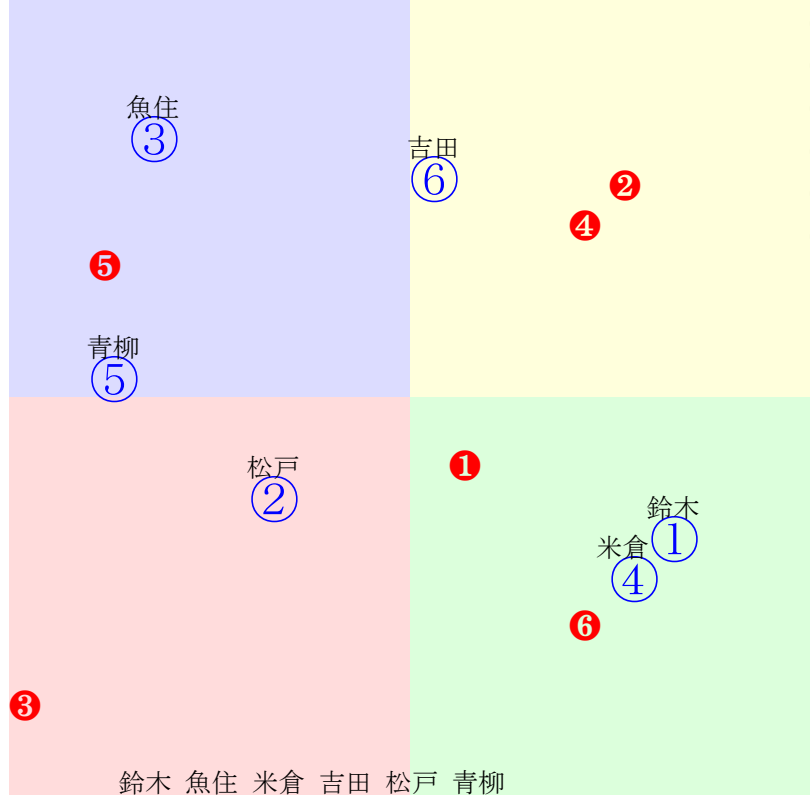 魚住
③
吉田
⑥
❷
❹
❺
青柳
⑤
松戸
②
❶
鈴木
①
米倉
④
❻
❸
鈴木 魚住 米倉 吉田 松戸 青柳